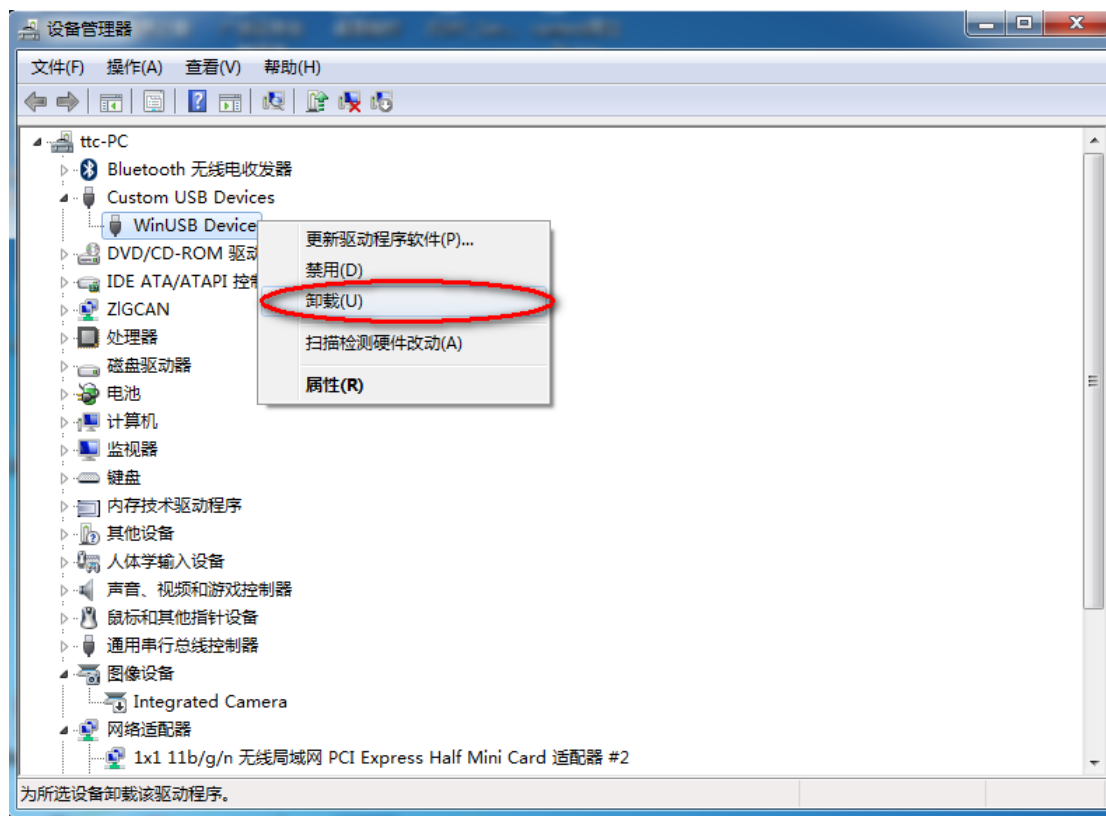 设备管理器
文件(F) 操作(A) 查看(V) 帮助(H)
ttc-PC
Bluetooth 无线电收发器
Custom USB Devices
WinUSB Device
更新驱动程序软件(P)...
禁用(D)
卸载(U)
扫描检测硬件改动(A)
属性(R)
DVD/CD-ROM 驱动
IDE ATA/ATAPI 控制
ZIGCAN
处理器
磁盘驱动器
电池
计算机
监视器
键盘
内存技术驱动程序
其他设备
人体学输入设备
声音、视频和游戏控制器
鼠标和其他指针设备
通用串行总线控制器
图像设备
Integrated Camera
网络适配器
1x1 11b/g/n 无线局域网 PCI Express Half Mini Card 适配器 #2
为所选设备卸载该驱动程序。